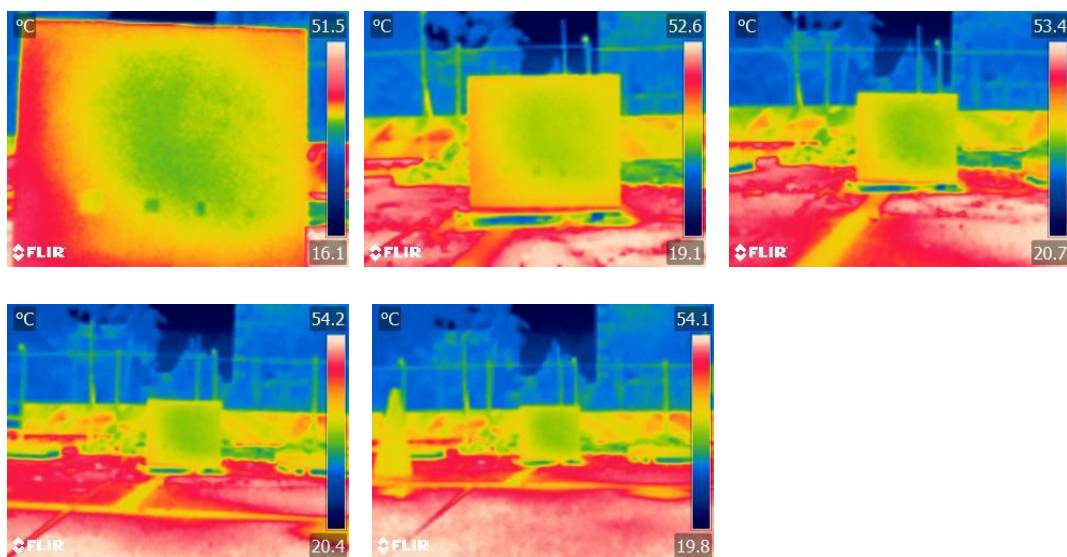 °C 51.5
FLIR 16.1
°C 52.6
FLIR 19.1
°C 53.4
FLIR 20.7
°C 54.2
FLIR 20.4
°C 54.1
FLIR 19.8